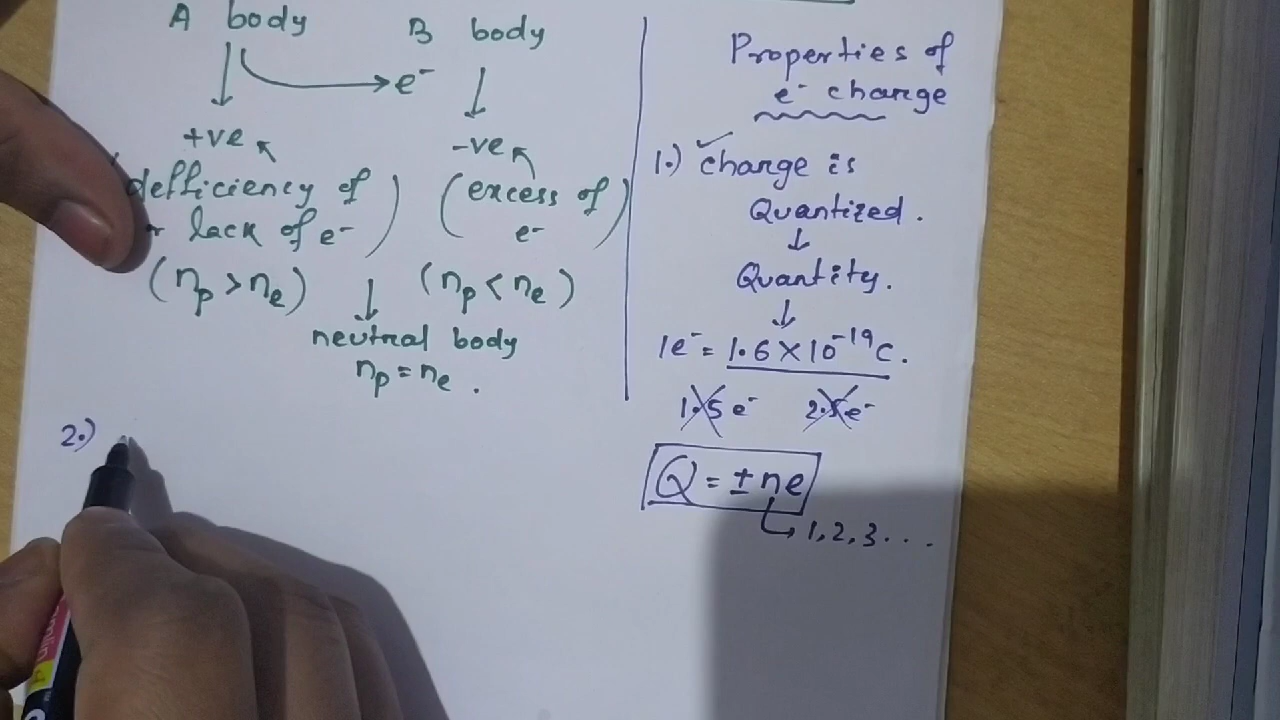 A body
B body
e⁻
+ve
-ve
defficiency of
lack of e⁻)
(excess of
e⁻)
(nₚ > nₑ)
(nₚ < nₑ)
neutral body
nₚ = nₑ .
2.)
Properties of
e⁻ charge
1.) charge is
Quantized.
Quantity.
1e⁻ = 1.6 × 10⁻¹⁹ C.
1.5 e⁻ 2.5e⁻
Q = ± ne
1, 2, 3 . . .